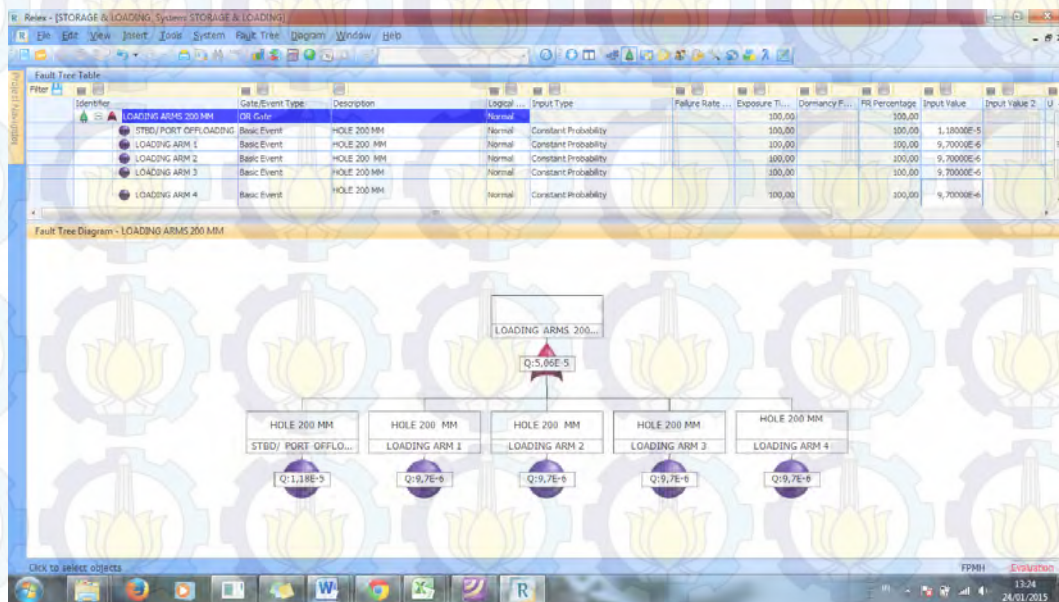 Relex - [STORAGE & LOADING, System: STORAGE & LOADING]
File Edit View Insert Tools System Fault Tree Diagram Window Help
Project Navigator
Fault Tree Table
Filter
Identifier Gate/Event Type Description Logical ... Input Type Failure Rate ... Exposure Ti... Dormancy F... FR Percentage Input Value Input Value 2 U
LOADING ARMS 200 MM OR Gate Normal 100,00 100,00
STBD/ PORT OFFLOADING Basic Event HOLE 200 MM Normal Constant Probability 100,00 100,00 1,18000E-5
LOADING ARM 1 Basic Event HOLE 200 MM Normal Constant Probability 100,00 100,00 9,70000E-6
LOADING ARM 2 Basic Event HOLE 200 MM Normal Constant Probability 100,00 100,00 9,70000E-6
LOADING ARM 3 Basic Event HOLE 200 MM Normal Constant Probability 100,00 100,00 9,70000E-6
LOADING ARM 4 Basic Event HOLE 200 MM Normal Constant Probability 100,00 100,00 9,70000E-6
Fault Tree Diagram - LOADING ARMS 200 MM
LOADING ARMS 200...
Q:5,06E-5
HOLE 200 MM HOLE 200 MM HOLE 200 MM HOLE 200 MM HOLE 200 MM
STBD/ PORT OFFLO... LOADING ARM 1 LOADING ARM 2 LOADING ARM 3 LOADING ARM 4
Q:1,18E-5 Q:9,7E-6 Q:9,7E-6 Q:9,7E-6 Q:9,7E-6
Click to select objects FPMH Evaluation
13:24
24/01/2015